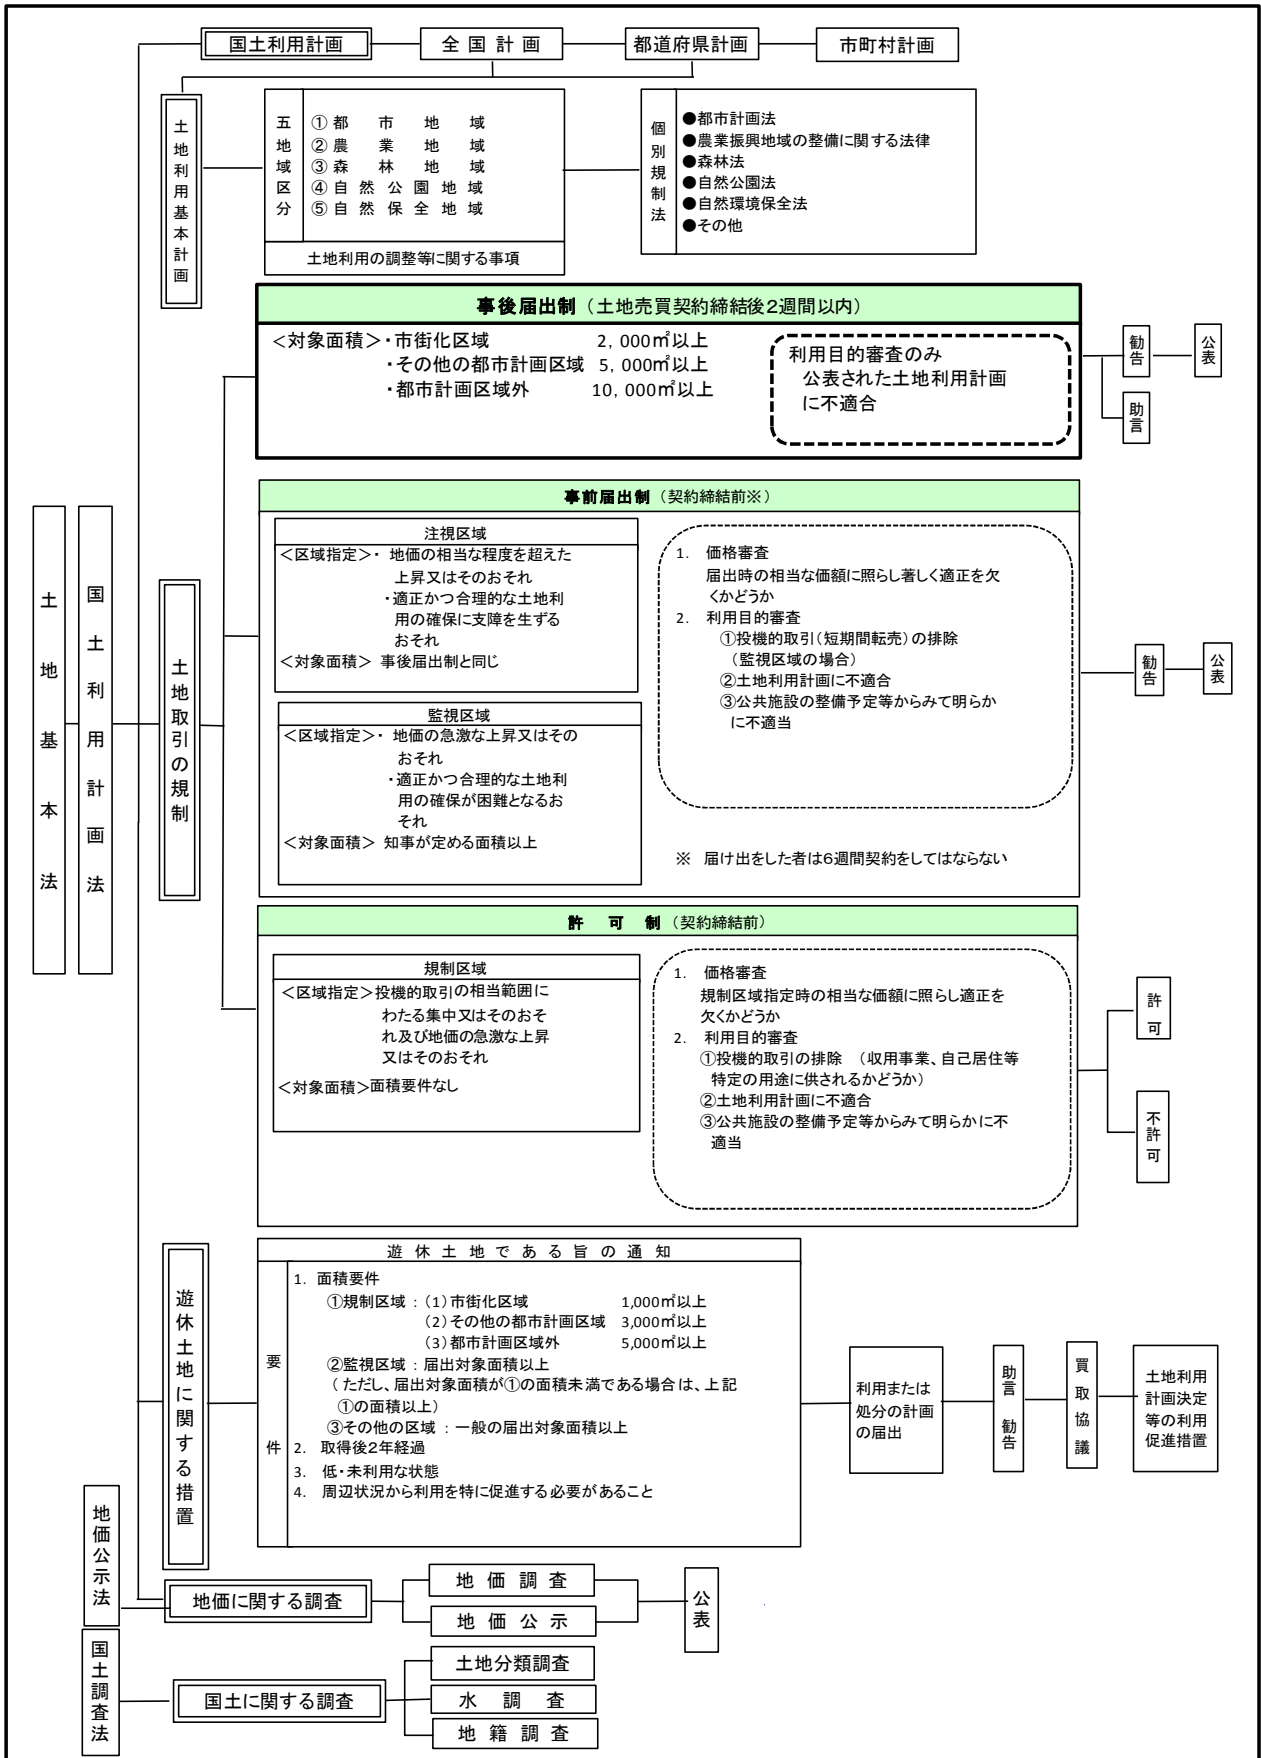 国土利用計画
全国計画
都道府県計画
市町村計画
土地利用基本計画
五地域区分
①都市地域
②農業地域
③森林地域
④自然公園地域
⑤自然保全地域
土地利用の調整等に関する事項
個別規制法
●都市計画法
●農業振興地域の整備に関する法律
●森林法
●自然公園法
●自然環境保全法
●その他
事後届出制（土地売買契約締結後2週間以内）
＜対象面積＞・市街化区域 2，000㎡以上
・その他の都市計画区域 5，000㎡以上
・都市計画区域外 10，000㎡以上
利用目的審査のみ
公表された土地利用計画
に不適合
勧告
公表
助言
土地基本法
国土利用計画法
土地取引の規制
事前届出制（契約締結前※）
注視区域
＜区域指定＞・ 地価の相当な程度を超えた
上昇又はそのおそれ
・適正かつ合理的な土地利
用の確保に支障を生ずる
おそれ
＜対象面積＞ 事後届出制と同じ
監視区域
＜区域指定＞・ 地価の急激な上昇又はその
おそれ
・適正かつ合理的な土地利
用の確保が困難となるお
それ
＜対象面積＞ 知事が定める面積以上
1. 価格審査
届出時の相当な価額に照らし著しく適正を欠
くかどうか
2. 利用目的審査
①投機的取引（短期間転売）の排除
（監視区域の場合）
②土地利用計画に不適合
③公共施設の整備予定等からみて明らか
に不適当
※ 届け出をした者は6週間契約をしてはならない
勧告
公表
許可制（契約締結前）
規制区域
＜区域指定＞投機的取引の相当範囲に
わたる集中又はそのおそ
れ及び地価の急激な上昇
又はそのおそれ
＜対象面積＞面積要件なし
1. 価格審査
規制区域指定時の相当な価額に照らし適正を
欠くかどうか
2. 利用目的審査
①投機的取引の排除 （収用事業、自己居住等
特定の用途に供されるかどうか）
②土地利用計画に不適合
③公共施設の整備予定等からみて明らかに不
適当
許可
不許可
遊休土地に関する措置
遊休土地である旨の通知
要件
1. 面積要件
①規制区域：（1）市街化区域 1,000㎡以上
（2）その他の都市計画区域 3,000㎡以上
（3）都市計画区域外 5,000㎡以上
②監視区域：届出対象面積以上
（ただし、届出対象面積が①の面積未満である場合は、上記
①の面積以上）
③その他の区域：一般の届出対象面積以上
2. 取得後2年経過
3. 低・未利用な状態
4. 周辺状況から利用を特に促進する必要があること
利用または
処分の計画
の届出
助言 勧告
買取協議
土地利用
計画決定
等の利用
促進措置
地価公示法
地価に関する調査
地価調査
地価公示
公表
国土調査法
国土に関する調査
土地分類調査
水調査
地籍調査